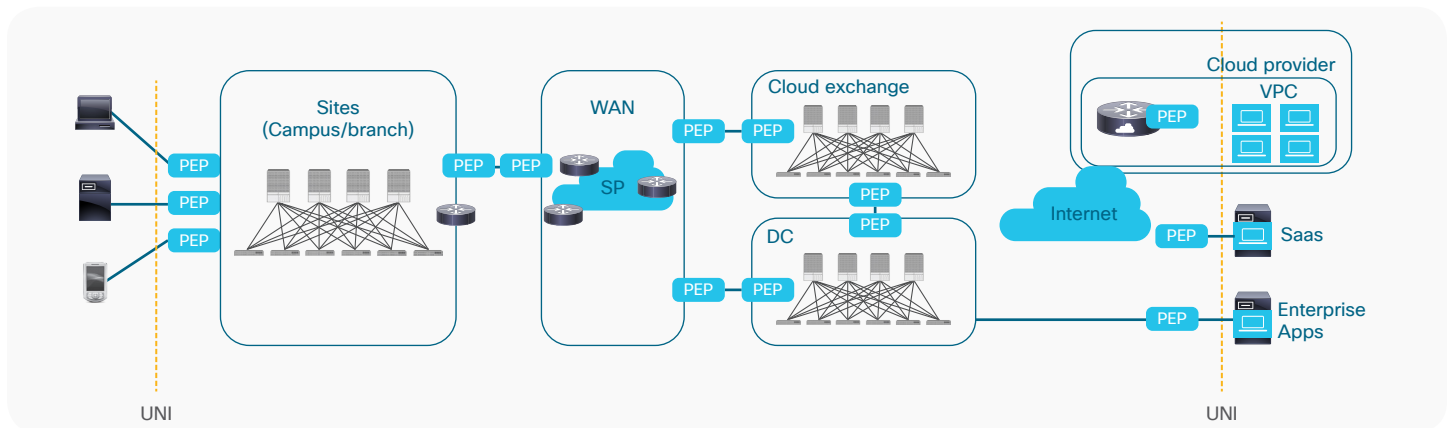 Sites
(Campus/branch)
PEP
PEP
PEP
PEP
PEP
WAN
SP
PEP
PEP
PEP
PEP
Cloud exchange
PEP
PEP
DC
Cloud provider
VPC
PEP
Internet
PEP
Saas
PEP
Enterprise
Apps
UNI
UNI